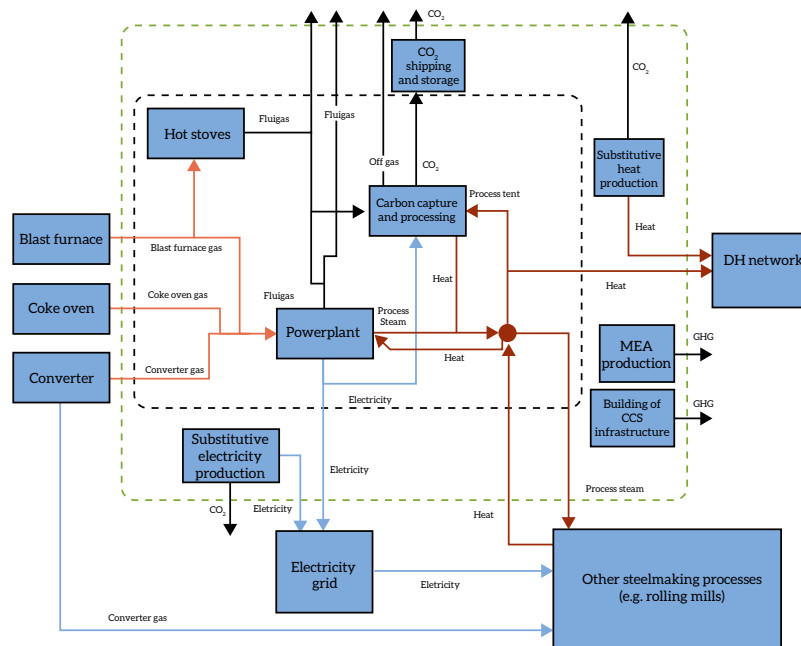 CO₂
CO₂
shipping
and storage
CO₂
Fluigas
Fluigas
Hot stoves
Off gas
CO₂
Substitutive
heat
production
Process tent
Carbon capture
and processing
Heat
Blast furnace
Blast furnace gas
DH network
Heat
Heat
Coke oven gas
Coke oven
Fluigas
Process
Steam
Powerplant
Heat
GHG
MEA
production
Converter gas
Converter
Electricity
GHG
Building of
CCS
infrastructure
Substitutive
electricity
production
Eletricity
Process steam
CO₂
Eletricity
Heat
Electricity
grid
Eletricity
Other steelmaking processes
(e.g. rolling mills)
Converter gas